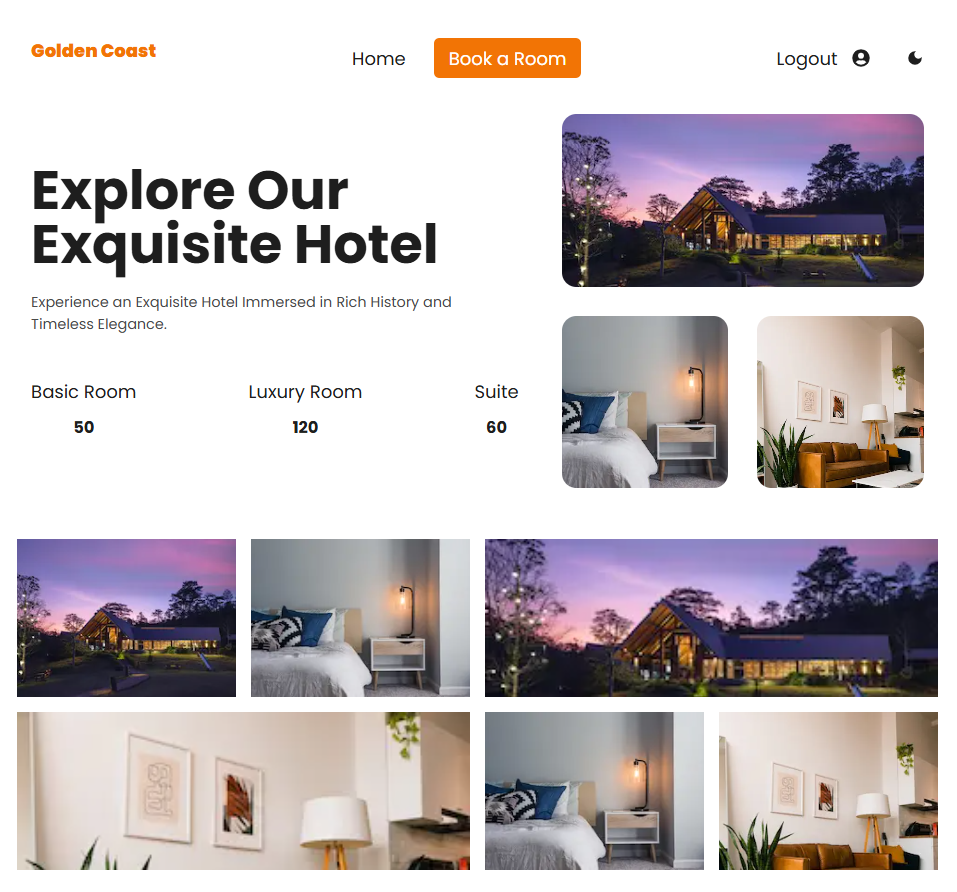 Golden Coast
Home
Book a Room
Logout
Explore Our
Exquisite Hotel
Experience an Exquisite Hotel Immersed in Rich History and
Timeless Elegance.
Basic Room
Luxury Room
Suite
50
120
60